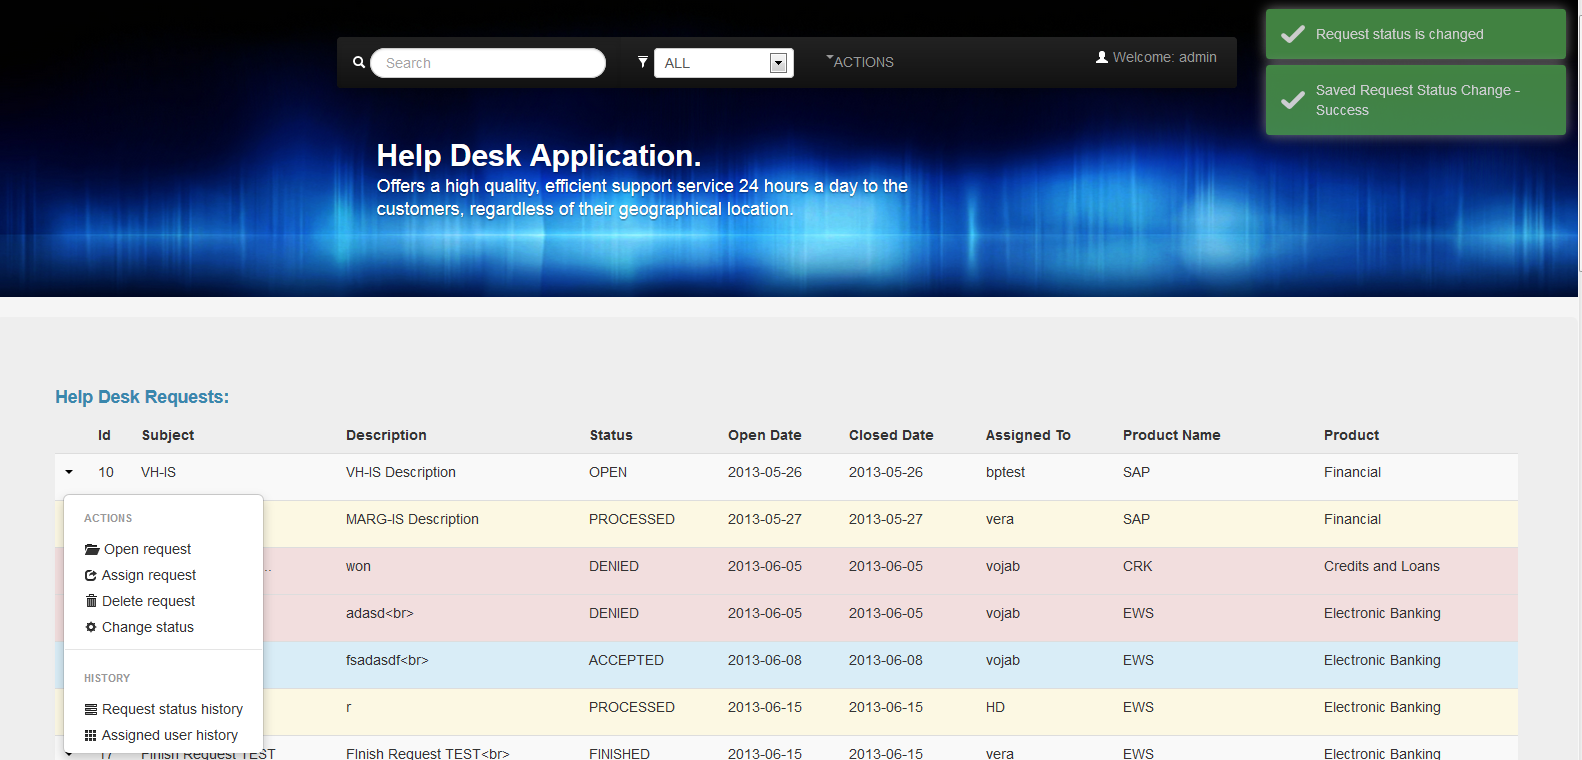 Request status is changed
Saved Request Status Change -
Success
Search
ALL
ACTIONS
Welcome: admin
Help Desk Application.
Offers a high quality, efficient support service 24 hours a day to the
customers, regardless of their geographical location.
Help Desk Requests:
Id Subject Description Status Open Date Closed Date Assigned To Product Name Product
10 VH-IS VH-IS Description OPEN 2013-05-26 2013-05-26 bptest SAP Financial
MARG-IS Description PROCESSED 2013-05-27 2013-05-27 vera SAP Financial
.. won DENIED 2013-06-05 2013-06-05 vojab CRK Credits and Loans
adasd<br> DENIED 2013-06-05 2013-06-05 vojab EWS Electronic Banking
fsadasdf<br> ACCEPTED 2013-06-08 2013-06-08 vojab EWS Electronic Banking
r PROCESSED 2013-06-15 2013-06-15 HD EWS Electronic Banking
17 FInish Request TEST FInish Request TEST<br> FINISHED 2013-06-15 2013-06-15 vera EWS Electronic Banking
ACTIONS
Open request
Assign request
Delete request
Change status
HISTORY
Request status history
Assigned user history